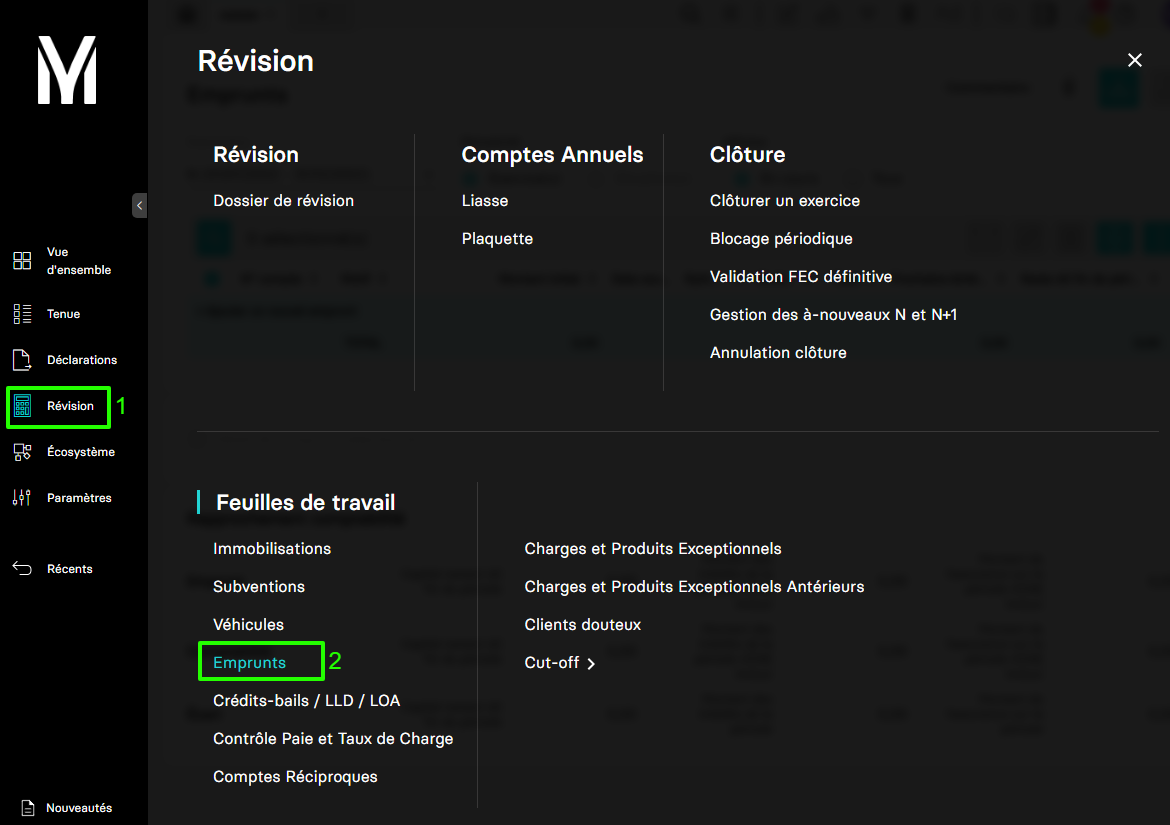 Révision
Révision
Dossier de révision
Comptes Annuels
Liasse
Plaquette
Clôture
Clôturer un exercice
Blocage périodique
Validation FEC définitive
Gestion des à-nouveaux N et N+1
Annulation clôture
Vue
d'ensemble
Tenue
Déclarations
Révision 1
Écosystème
Paramètres
Récents
Nouveautés
Feuilles de travail
Immobilisations
Subventions
Véhicules
Emprunts 2
Crédits-bails / LLD / LOA
Contrôle Paie et Taux de Charge
Comptes Réciproques
Charges et Produits Exceptionnels
Charges et Produits Exceptionnels Antérieurs
Clients douteux
Cut-off
Emprunts